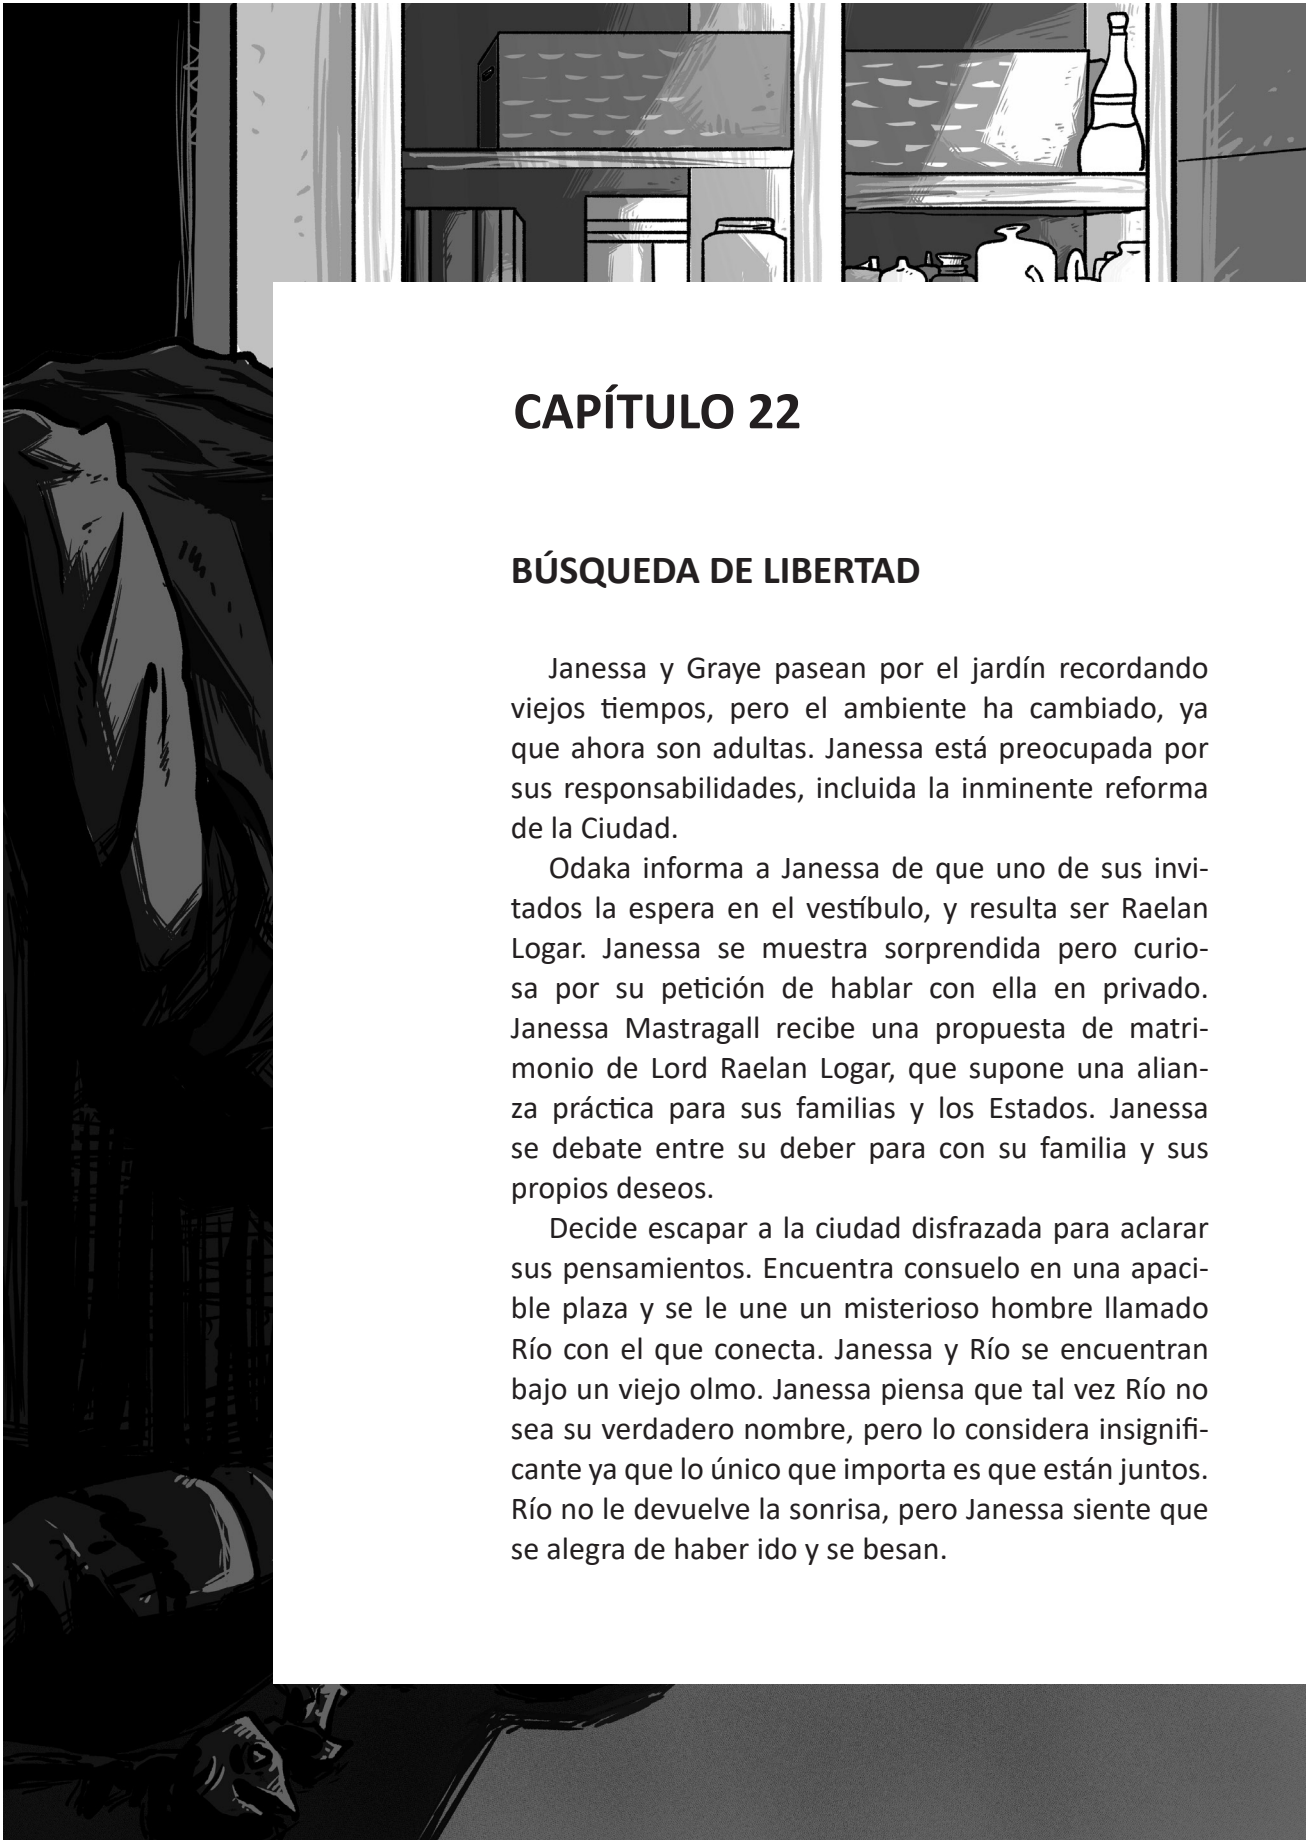 CAPÍTULO 22
BÚSQUEDA DE LIBERTAD
Janessa y Graye pasean por el jardín recordando
viejos tiempos, pero el ambiente ha cambiado, ya
que ahora son adultas. Janessa está preocupada por
sus responsabilidades, incluida la inminente reforma
de la Ciudad.
Odaka informa a Janessa de que uno de sus invi-
tados la espera en el vestíbulo, y resulta ser Raelan
Logar. Janessa se muestra sorprendida pero curio-
sa por su petición de hablar con ella en privado.
Janessa Mastragall recibe una propuesta de matri-
monio de Lord Raelan Logar, que supone una alian-
za práctica para sus familias y los Estados. Janessa
se debate entre su deber para con su familia y sus
propios deseos.
Decide escapar a la ciudad disfrazada para aclarar
sus pensamientos. Encuentra consuelo en una apaci-
ble plaza y se le une un misterioso hombre llamado
Río con el que conecta. Janessa y Río se encuentran
bajo un viejo olmo. Janessa piensa que tal vez Río no
sea su verdadero nombre, pero lo considera insignifi-
cante ya que lo único que importa es que están juntos.
Río no le devuelve la sonrisa, pero Janessa siente que
se alegra de haber ido y se besan.